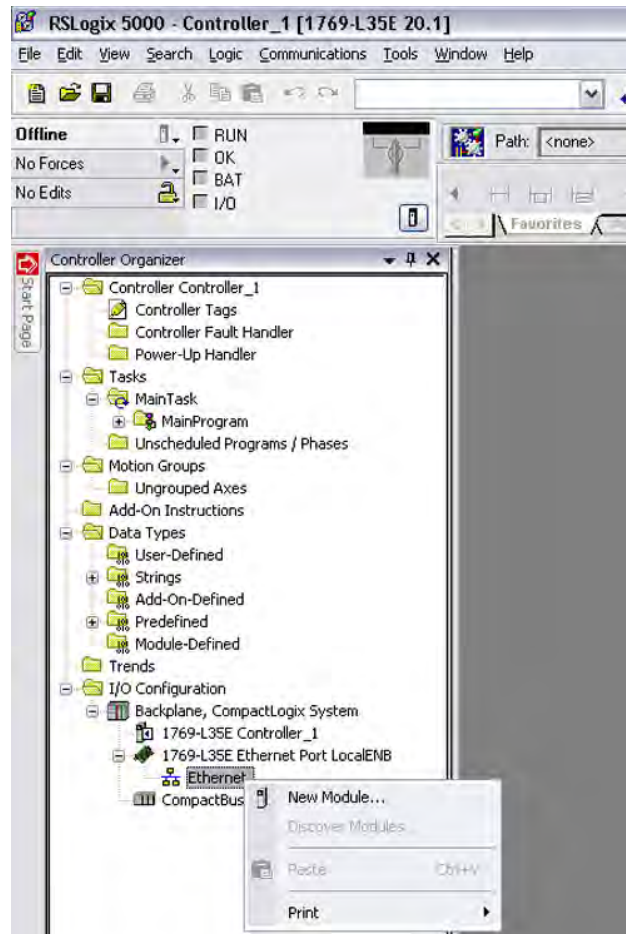 RSLogix 5000 - Controller_1 [1769-L35E 20.1]
File Edit View Search Logic Communications Tools Window Help
Offline RUN
No Forces OK
No Edits BAT
I/O
Path: <none>
Favorites
Start Page
Controller Organizer
Controller Controller_1
Controller Tags
Controller Fault Handler
Power-Up Handler
Tasks
MainTask
MainProgram
Unscheduled Programs / Phases
Motion Groups
Ungrouped Axes
Add-On Instructions
Data Types
User-Defined
Strings
Add-On-Defined
Predefined
Module-Defined
Trends
I/O Configuration
Backplane, CompactLogix System
1769-L35E Controller_1
1769-L35E Ethernet Port LocalENB
Ethernet
CompactBus
New Module...
Discover Modules...
Paste Ctrl+V
Print